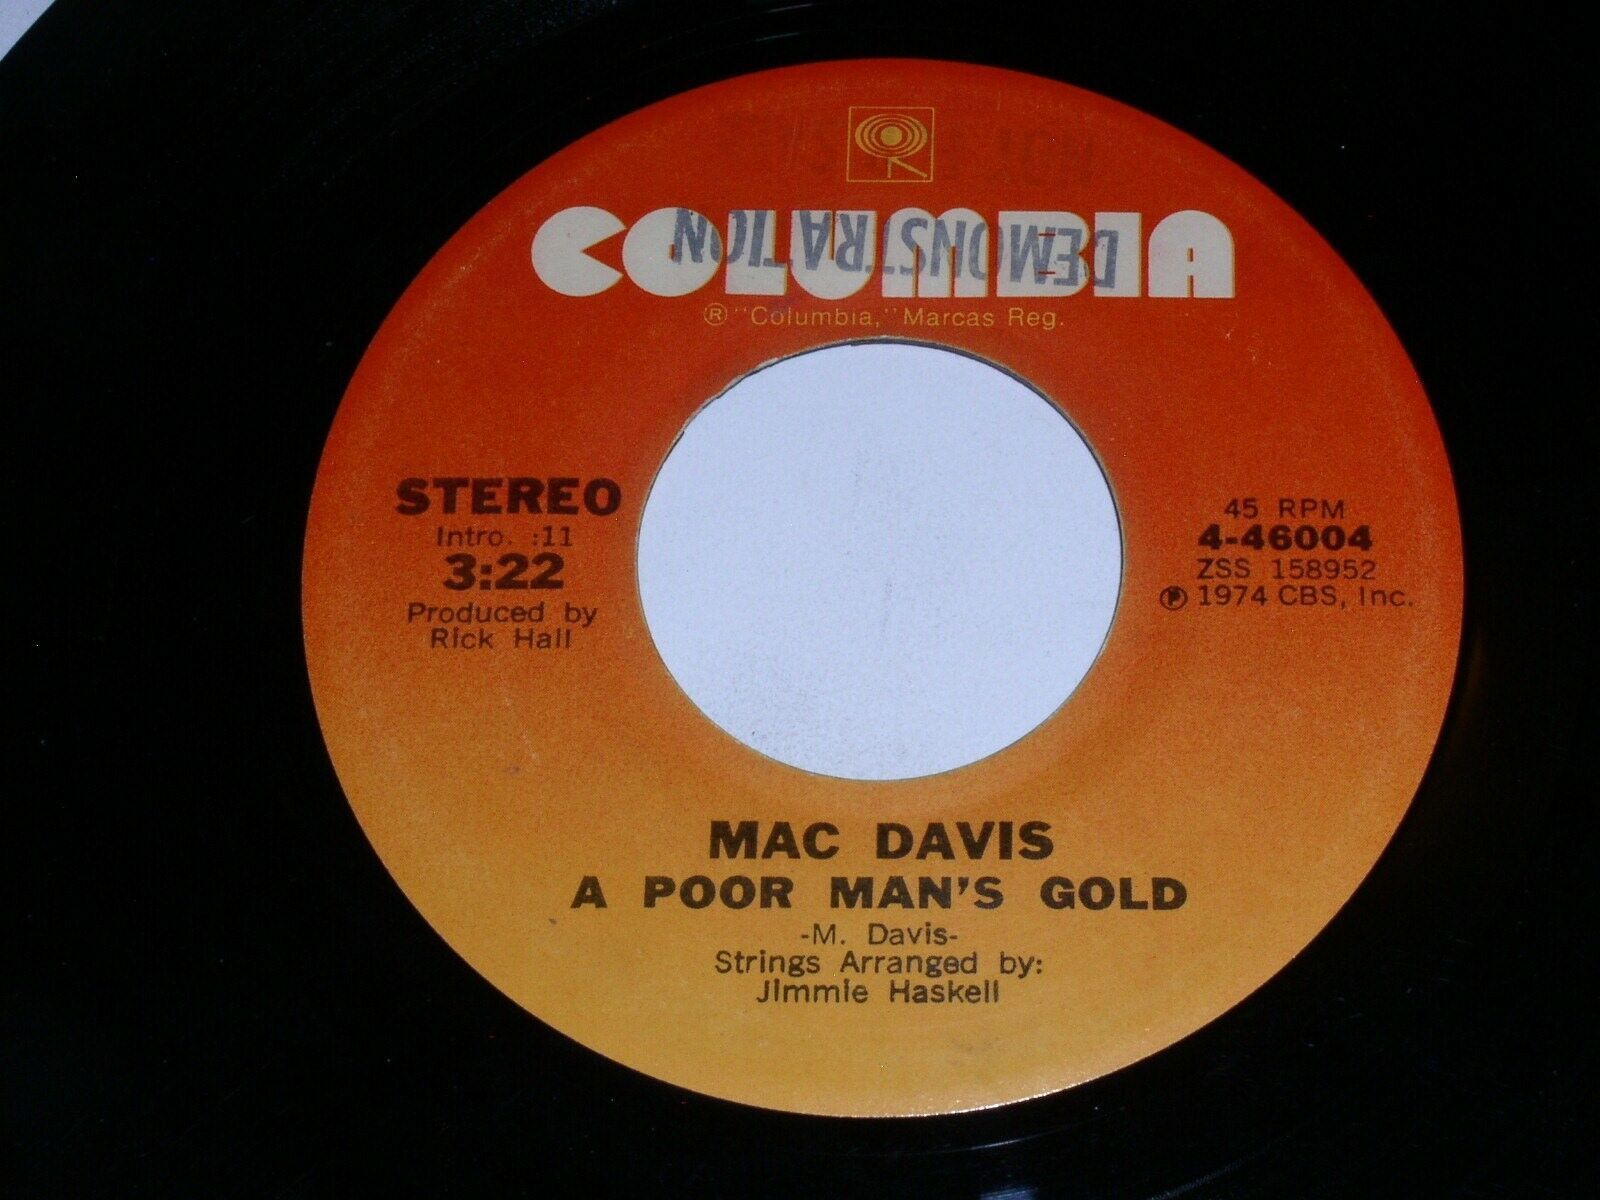 COLUMBIA
DEMONSTRATION
® "Columbia," Marcas Reg.
STEREO
Intro. :11
3:22
Produced by
Rick Hall
45 RPM
4-46004
ZSS 158952
℗ 1974 CBS, Inc.
MAC DAVIS
A POOR MAN'S GOLD
-M. Davis-
Strings Arranged by:
Jimmie Haskell